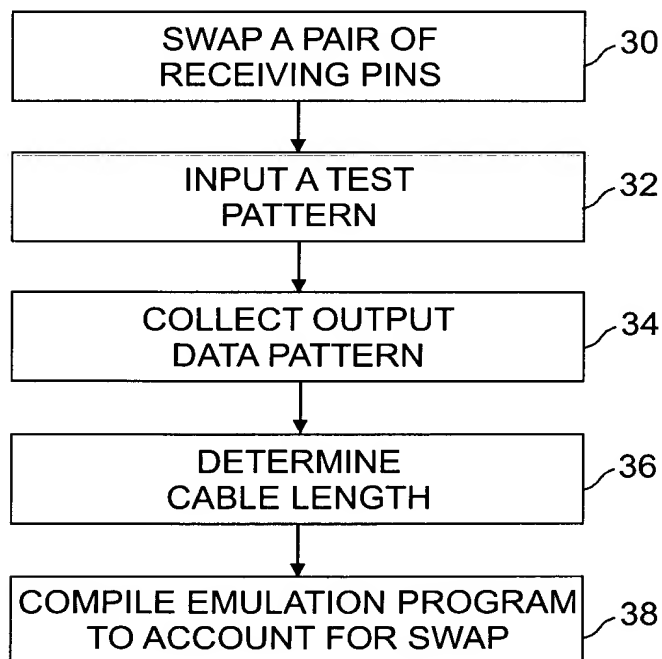 SWAP A PAIR OF
RECEIVING PINS
30
INPUT A TEST
PATTERN
32
COLLECT OUTPUT
DATA PATTERN
34
DETERMINE
CABLE LENGTH
36
COMPILE EMULATION PROGRAM
TO ACCOUNT FOR SWAP
38